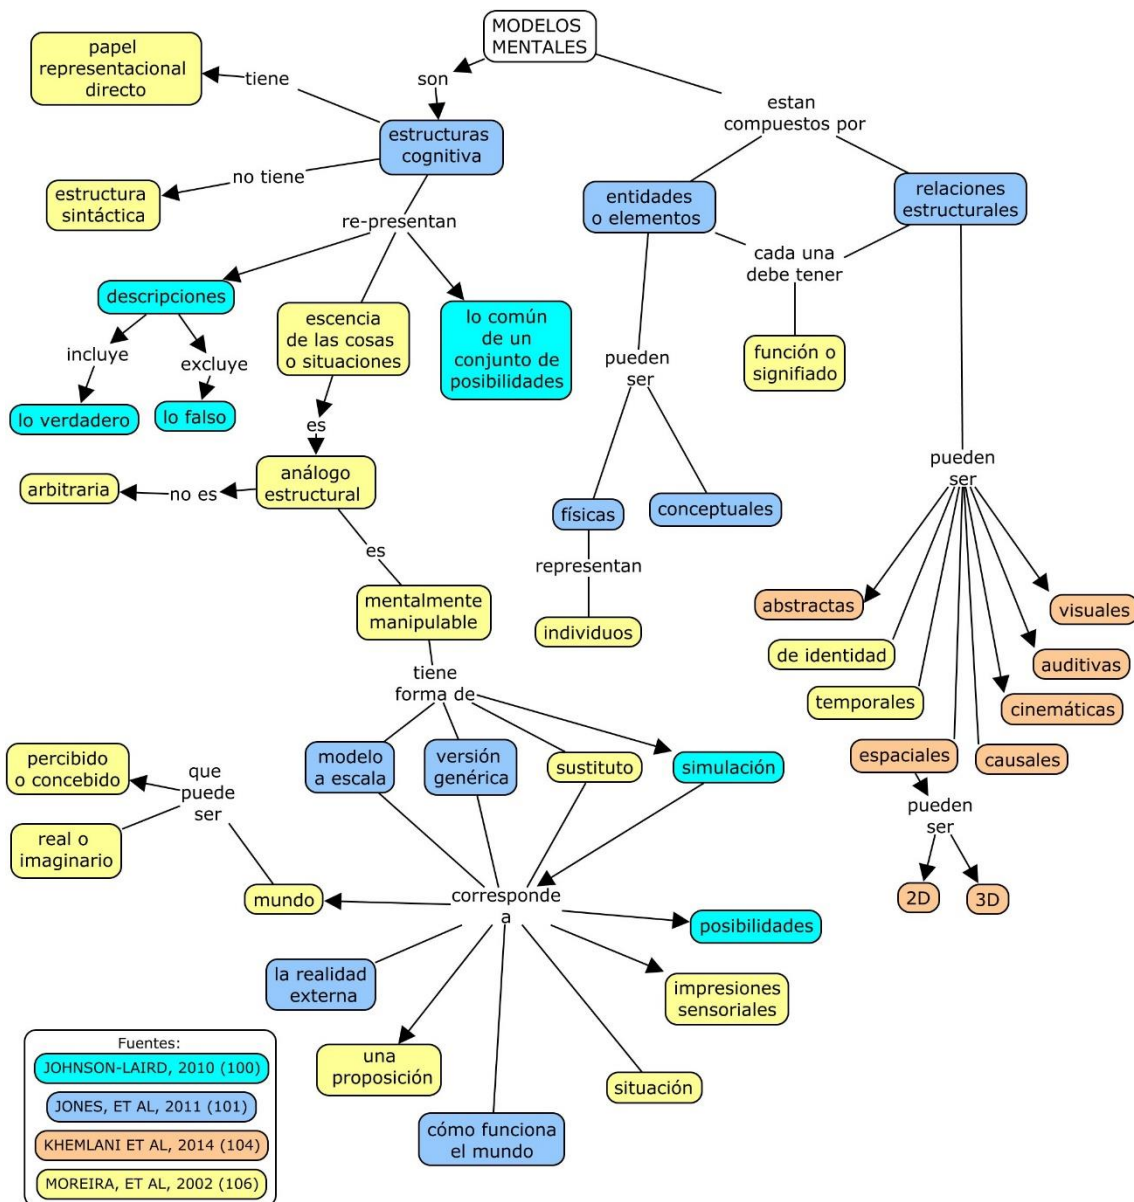 MODELOS
MENTALES
papel
representacional
directo
tiene
son
estan
compuestos por
estructuras
cognitiva
no tiene
estructura
sintáctica
entidades
o elementos
relaciones
estructurales
re-presentan
cada una
debe tener
descripciones
escencia
de las cosas
o situaciones
lo común
de un
conjunto de
posibilidades
incluye
excluye
pueden
ser
función o
signifiado
lo verdadero
lo falso
es
pueden
ser
análogo
estructural
no es
arbitraria
físicas
conceptuales
es
representan
mentalmente
manipulable
individuos
abstractas
visuales
de identidad
auditivas
temporales
cinemáticas
tiene
forma de
espaciales
causales
modelo
a escala
versión
genérica
sustituto
simulación
percibido
o concebido
que
puede
ser
pueden
ser
real o
imaginario
mundo
corresponde
a
2D
3D
posibilidades
la realidad
externa
impresiones
sensoriales
una
proposición
situación
cómo funciona
el mundo
Fuentes:
JOHNSON-LAIRD, 2010 (100)
JONES, ET AL, 2011 (101)
KHEMLANI ET AL, 2014 (104)
MOREIRA, ET AL, 2002 (106)